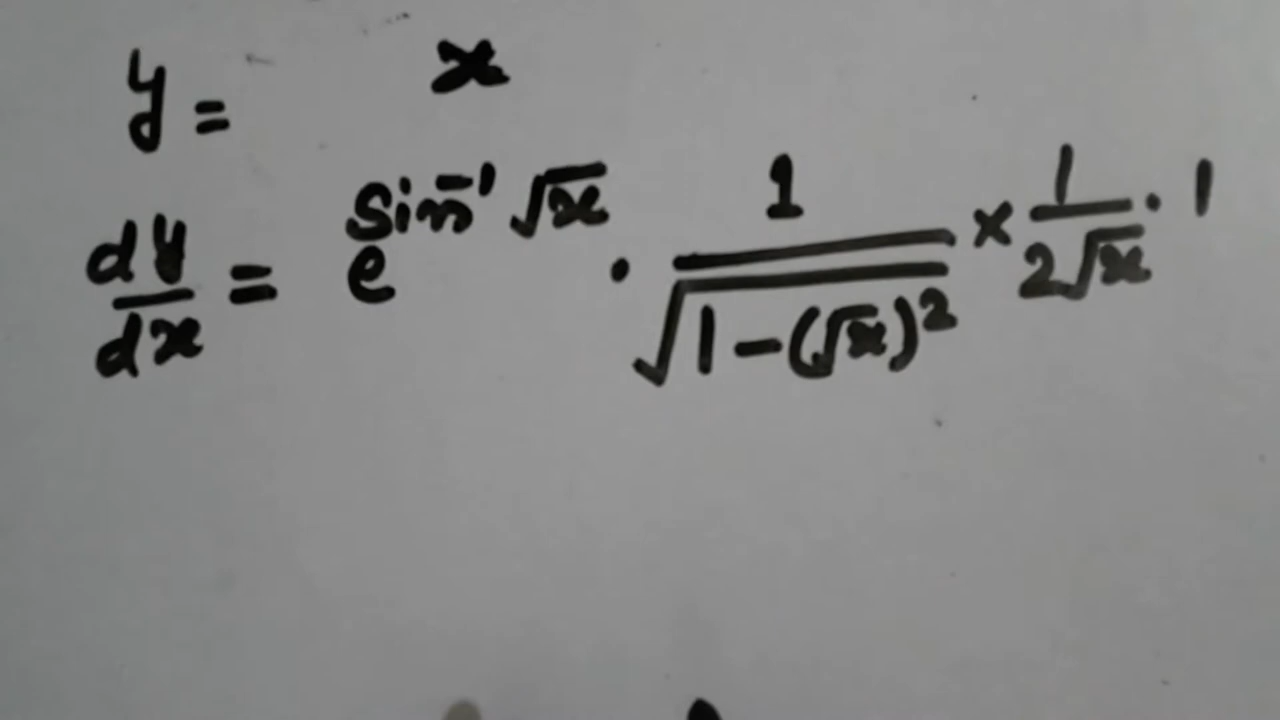 y = x
dy/dx = e^(sin⁻¹ √x) · 1/√(1-(√x)²) × 1/(2√x) · 1